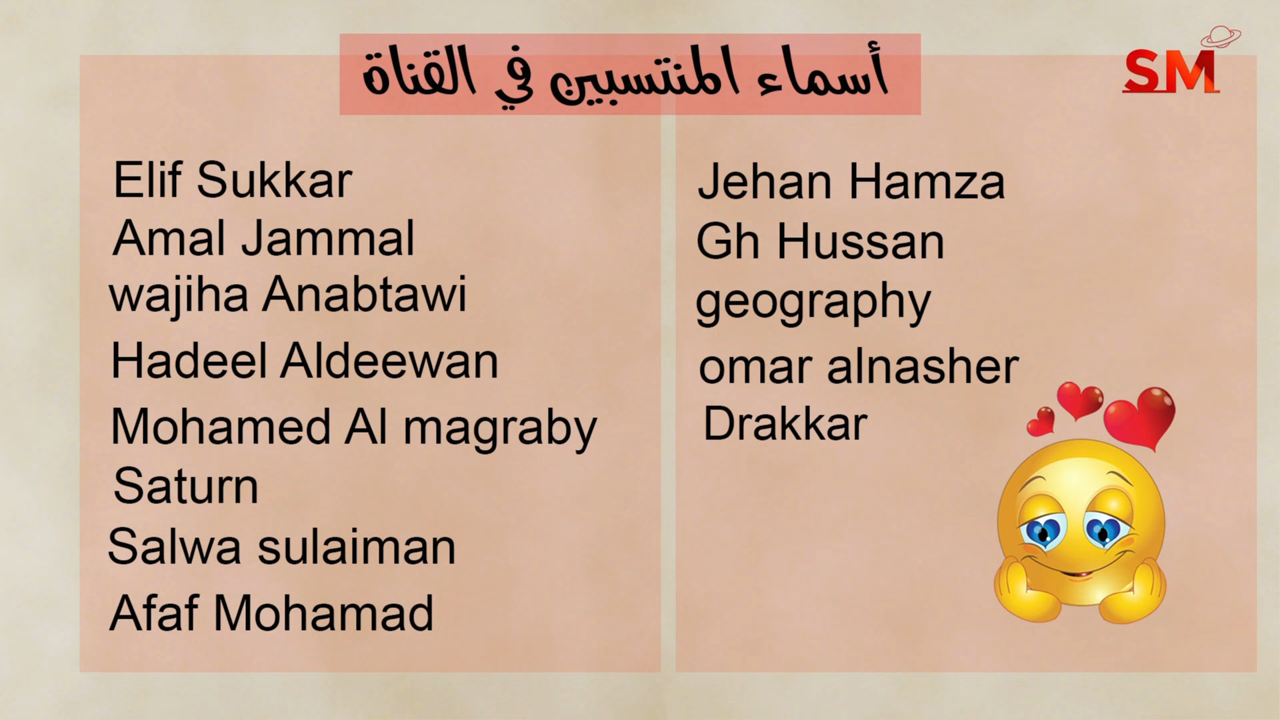 أسماء المنتسبين في القناة
SM
Elif Sukkar
Amal Jammal
wajiha Anabtawi
Hadeel Aldeewan
Mohamed Al magraby
Saturn
Salwa sulaiman
Afaf Mohamad
Jehan Hamza
Gh Hussan
geography
omar alnasher
Drakkar